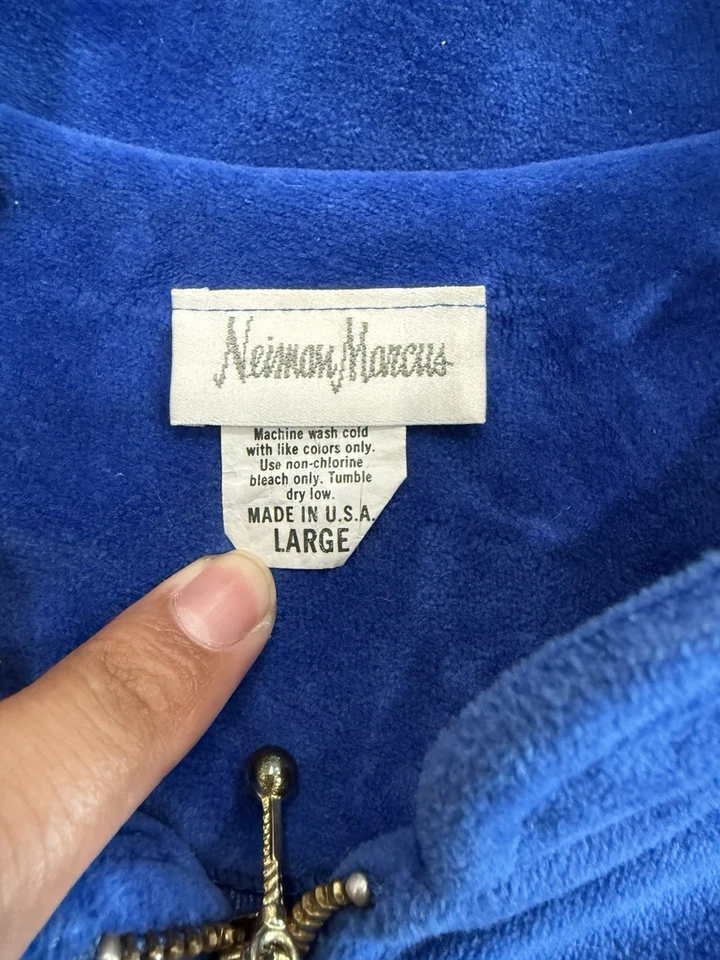 Neiman Marcus
Machine wash cold
with like colors only.
Use non-chlorine
bleach only. Tumble
dry low.
MADE IN U.S.A.
LARGE